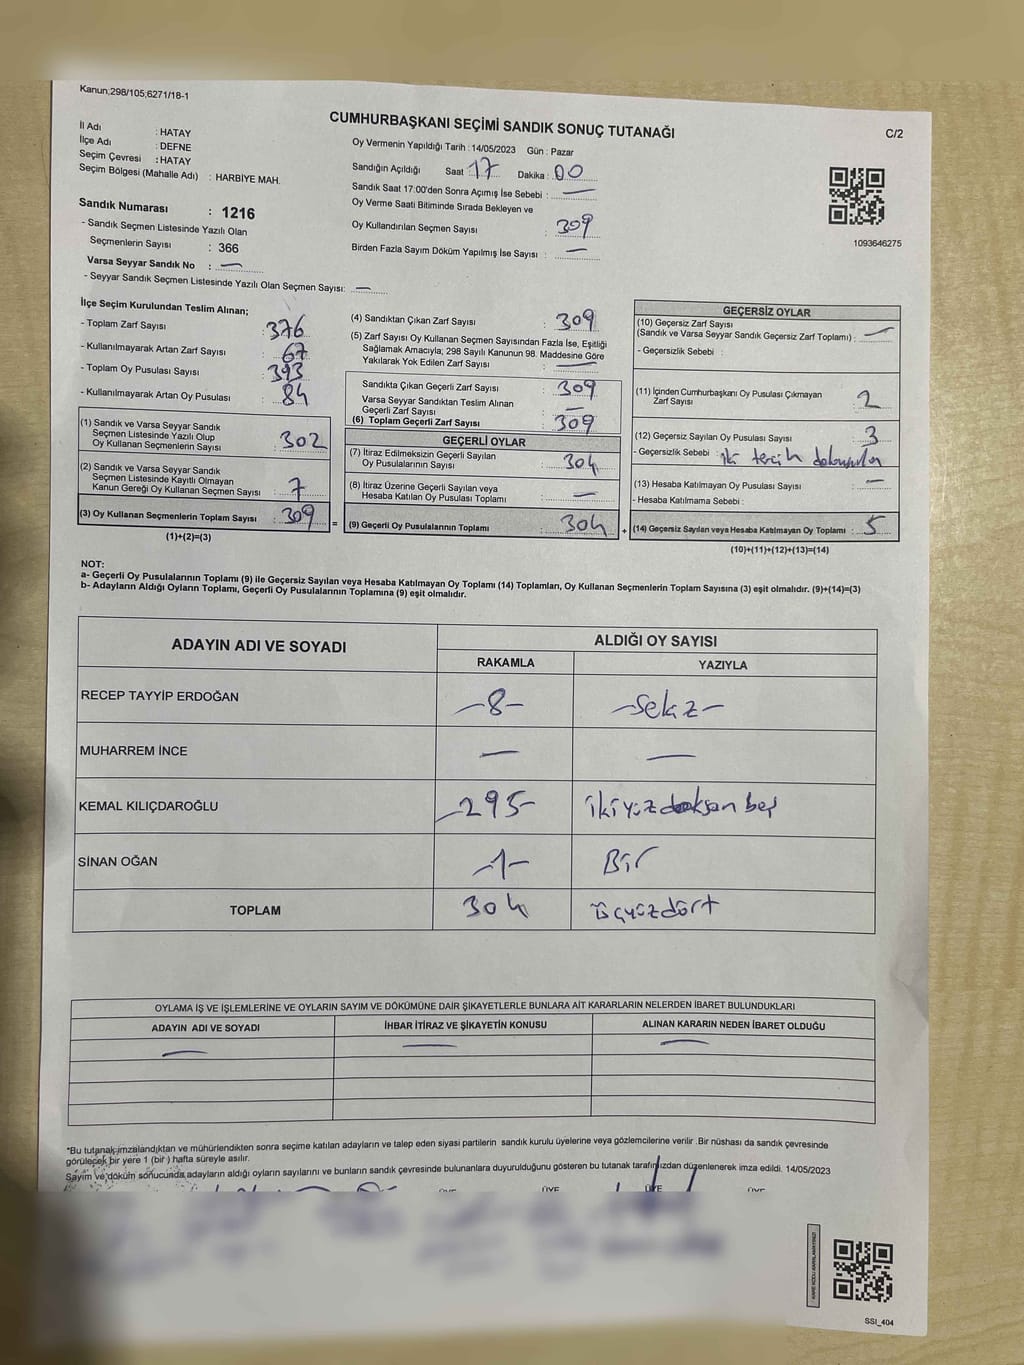 Kanun;298/105;6271/18-1
CUMHURBAŞKANI SEÇİMİ SANDIK SONUÇ TUTANAĞI
C/2
İl Adı : HATAY
İlçe Adı : DEFNE
Seçim Çevresi : HATAY
Seçim Bölgesi (Mahalle Adı) : HARBİYE MAH.
Sandık Numarası : 1216
- Sandık Seçmen Listesinde Yazılı Olan
Seçmenlerin Sayısı : 366
Varsa Seyyar Sandık No : —
- Seyyar Sandık Seçmen Listesinde Yazılı Olan Seçmen Sayısı: —
Oy Vermenin Yapıldığı Tarih : 14/05/2023 Gün : Pazar
Sandığın Açıldığı Saat 17 Dakika : 00
Sandık Saat 17:00'den Sonra Açımış İse Sebebi : —
Oy Verme Saati Bitiminde Sırada Bekleyen ve
Oy Kullandırılan Seçmen Sayısı : 309
Birden Fazla Sayım Döküm Yapılmış İse Sayısı : —
1093646275
İlçe Seçim Kurulundan Teslim Alınan;
- Toplam Zarf Sayısı : 376
- Kullanılmayarak Artan Zarf Sayısı : 67
- Toplam Oy Pusulası Sayısı : 393
- Kullanılmayarak Artan Oy Pusulası : 84
(1) Sandık ve Varsa Seyyar Sandık
Seçmen Listesinde Yazılı Olup
Oy Kullanan Seçmenlerin Sayısı : 302
(2) Sandık ve Varsa Seyyar Sandık
Seçmen Listesinde Kayıtlı Olmayan
Kanun Gereği Oy Kullanan Seçmen Sayısı : 7
(3) Oy Kullanan Seçmenlerin Toplam Sayısı : 309
(1)+(2)=(3)
=
(4) Sandıktan Çıkan Zarf Sayısı : 309
(5) Zarf Sayısı Oy Kullanan Seçmen Sayısından Fazla İse, Eşitliği
Sağlamak Amacıyla; 298 Sayılı Kanunun 98. Maddesine Göre
Yakılarak Yok Edilen Zarf Sayısı : —
Sandıkta Çıkan Geçerli Zarf Sayısı : 309
Varsa Seyyar Sandıktan Teslim Alınan
Geçerli Zarf Sayısı : —
(6) Toplam Geçerli Zarf Sayısı : 309
GEÇERLİ OYLAR
(7) İtiraz Edilmeksizin Geçerli Sayılan
Oy Pusulalarının Sayısı : 304
(8) İtiraz Üzerine Geçerli Sayılan veya
Hesaba Katılan Oy Pusulası Toplamı : —
(9) Geçerli Oy Pusulalarının Toplamı : 304
+
GEÇERSİZ OYLAR
(10) Geçersiz Zarf Sayısı
(Sandık ve Varsa Seyyar Sandık Geçersiz Zarf Toplamı) : —
- Geçersizlik Sebebi :
(11) İçinden Cumhurbaşkanı Oy Pusulası Çıkmayan
Zarf Sayısı : 2
(12) Geçersiz Sayılan Oy Pusulası Sayısı : 3
- Geçersizlik Sebebi : iki tercih
(13) Hesaba Katılmayan Oy Pusulası Sayısı : —
- Hesaba Katılmama Sebebi :
(14) Geçersiz Sayılan veya Hesaba Katılmayan Oy Toplamı : 5
(10)+(11)+(12)+(13)=(14)
NOT:
a- Geçerli Oy Pusulalarının Toplamı (9) ile Geçersiz Sayılan veya Hesaba Katılmayan Oy Toplamı (14) Toplamları, Oy Kullanan Seçmenlerin Toplam Sayısına (3) eşit olmalıdır. (9)+(14)=(3)
b- Adayların Aldığı Oyların Toplamı, Geçerli Oy Pusulalarının Toplamına (9) eşit olmalıdır.
ADAYIN ADI VE SOYADI
ALDIĞI OY SAYISI
RAKAMLA YAZIYLA
RECEP TAYYİP ERDOĞAN -8- -Sekiz-
MUHARREM İNCE — —
KEMAL KILIÇDAROĞLU -295- ikiyüzdoksan beş
SİNAN OĞAN -1- Bir
TOPLAM 304 üçyüzdört
OYLAMA İŞ VE İŞLEMLERİNE VE OYLARIN SAYIM VE DÖKÜMÜNE DAİR ŞİKAYETLERLE BUNLARA AİT KARARLARIN NELERDEN İBARET BULUNDUKLARI
ADAYIN ADI VE SOYADI İHBAR İTİRAZ VE ŞİKAYETİN KONUSU ALINAN KARARIN NEDEN İBARET OLDUĞU
— — —
*Bu tutanak imzalandıktan ve mühürlendikten sonra seçime katılan adayların ve talep eden siyasi partilerin sandık kurulu üyelerine veya gözlemcilerine verilir .Bir nüshası da sandık çevresinde
görülecek bir yere 1 (bir ) hafta süreyle asılır.
Sayım ve döküm sonucunda adayların aldığı oyların sayılarını ve bunların sandık çevresinde bulunanlara duyurulduğunu gösteren bu tutanak tarafımızdan düzenlenerek imza edildi. 14/05/2023
ÜYE ÜYE ÜYE ÜYE
SSI_404